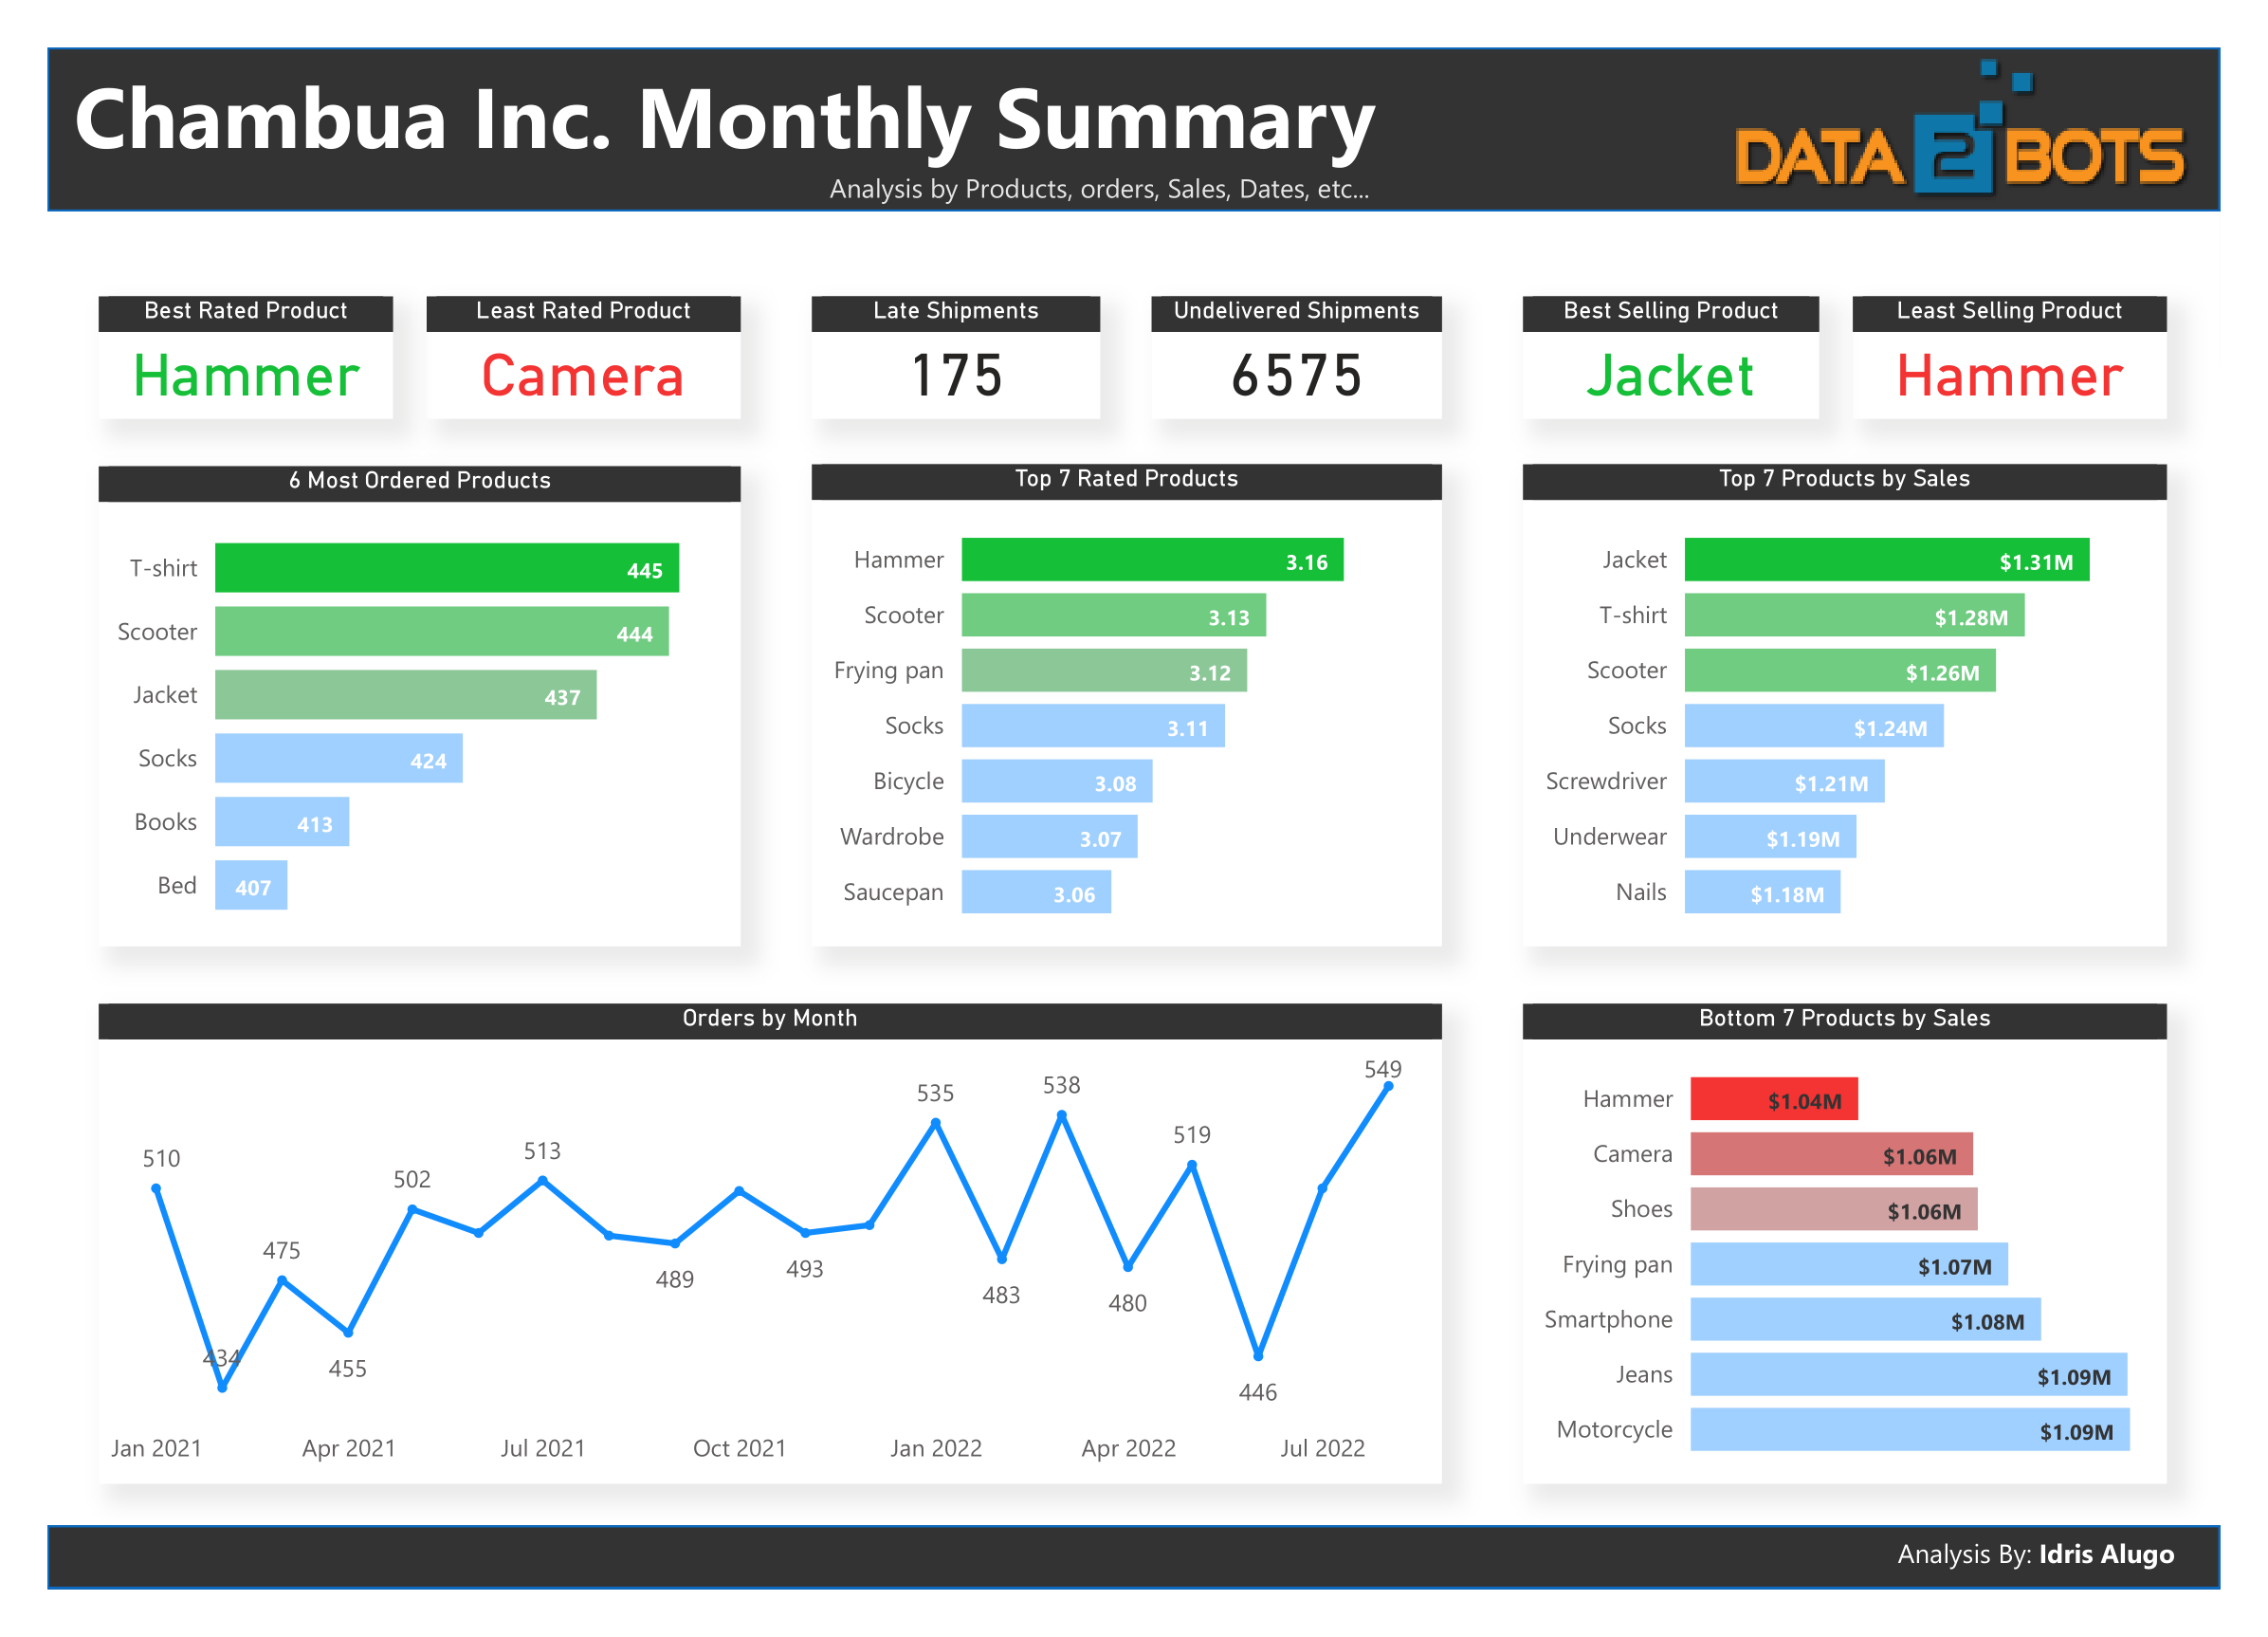 Chambua Inc. Monthly Summary
Analysis by Products, orders, Sales, Dates, etc...
DATA 2 BOTS
Best Rated Product
Hammer
Least Rated Product
Camera
Late Shipments
175
Undelivered Shipments
6575
Best Selling Product
Jacket
Least Selling Product
Hammer
6 Most Ordered Products
T-shirt 445
Scooter 444
Jacket 437
Socks 424
Books 413
Bed 407
Top 7 Rated Products
Hammer 3.16
Scooter 3.13
Frying pan 3.12
Socks 3.11
Bicycle 3.08
Wardrobe 3.07
Saucepan 3.06
Top 7 Products by Sales
Jacket $1.31M
T-shirt $1.28M
Scooter $1.26M
Socks $1.24M
Screwdriver $1.21M
Underwear $1.19M
Nails $1.18M
Orders by Month
510 434 475 455 502 513 489 493 535 483 538 480 519 446 549
Jan 2021 Apr 2021 Jul 2021 Oct 2021 Jan 2022 Apr 2022 Jul 2022
Bottom 7 Products by Sales
Hammer $1.04M
Camera $1.06M
Shoes $1.06M
Frying pan $1.07M
Smartphone $1.08M
Jeans $1.09M
Motorcycle $1.09M
Analysis By: Idris Alugo